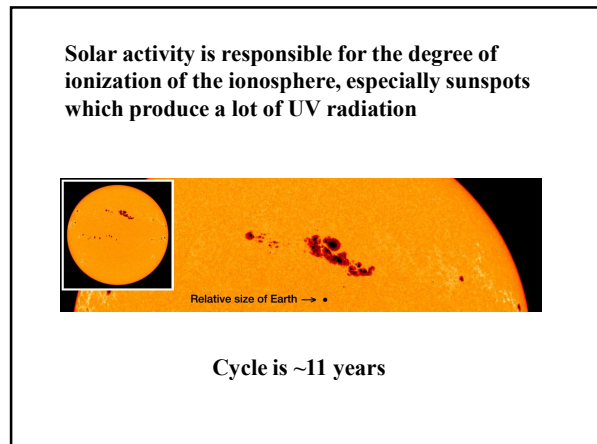 Solar activity is responsible for the degree of
ionization of the ionosphere, especially sunspots
which produce a lot of UV radiation
Relative size of Earth →
Cycle is ~11 years